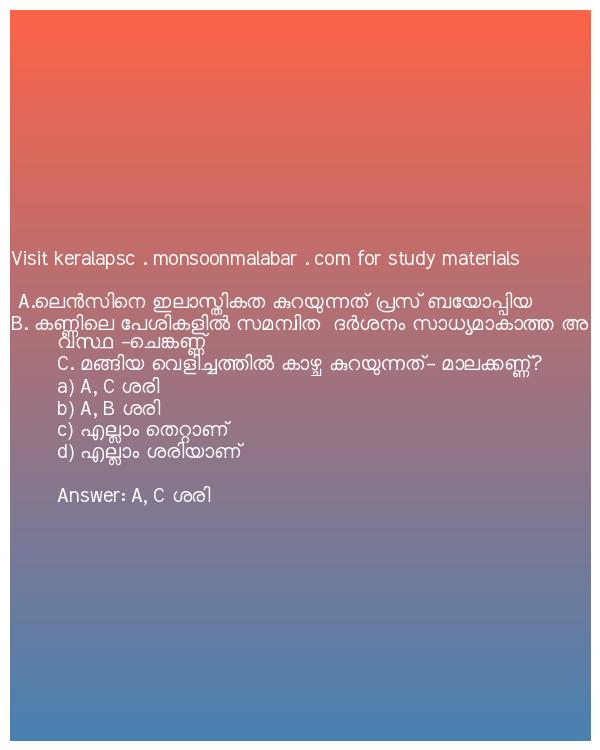 Visit keralapsc . monsoonmalabar . com for study materials
A.ലെൻസിനെ ഇലാസ്തികത കുറയുന്നത് പ്രസ് ബയോപ്പിയ
B. കണ്ണിലെ പേശികളിൽ സമന്വിത ദർശനം സാധ്യമാകാത്ത അ
വസ്ഥ -ചെങ്കണ്ണ്
C. മങ്ങിയ വെളിച്ചത്തിൽ കാഴ്ച കുറയുന്നത്- മാലക്കണ്ണ്?
a) A, C ശരി
b) A, B ശരി
c) എല്ലാം തെറ്റാണ്
d) എല്ലാം ശരിയാണ്
Answer: A, C ശരി